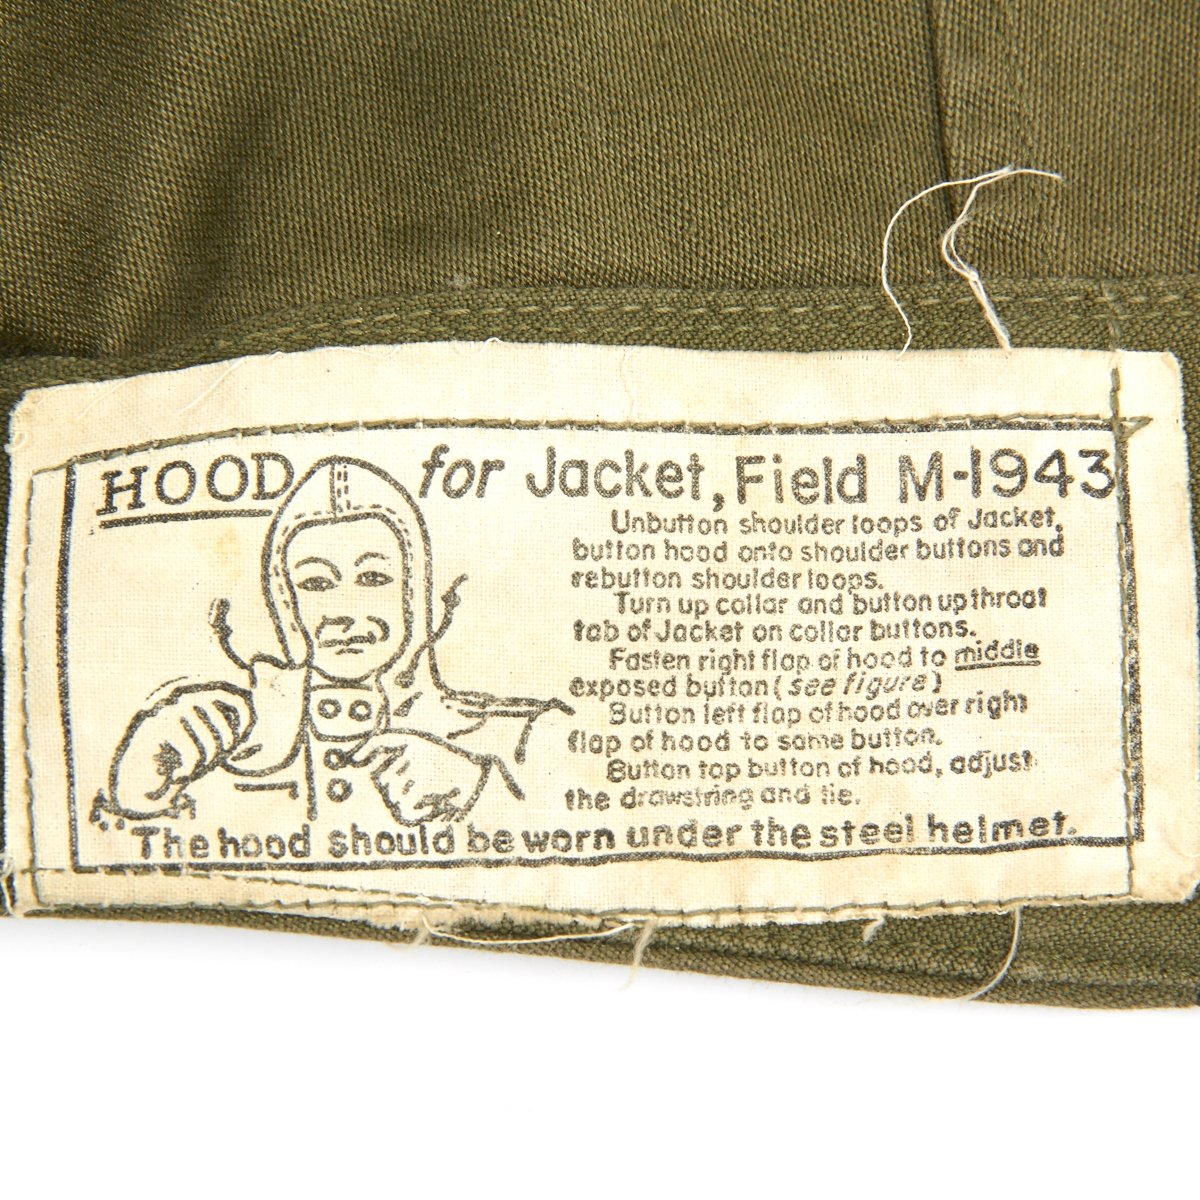 HOOD for Jacket, Field M-1943
Unbutton shoulder loops of Jacket,
button hood onto shoulder buttons and
rebutton shoulder loops.
Turn up collar and button up throat
tab of Jacket on collar buttons.
Fasten right flap of hood to middle
exposed button (see figure)
Button left flap of hood over right
flap of hood to same button.
Button top button of hood, adjust
the drawstring and tie.
The hood should be worn under the steel helmet.